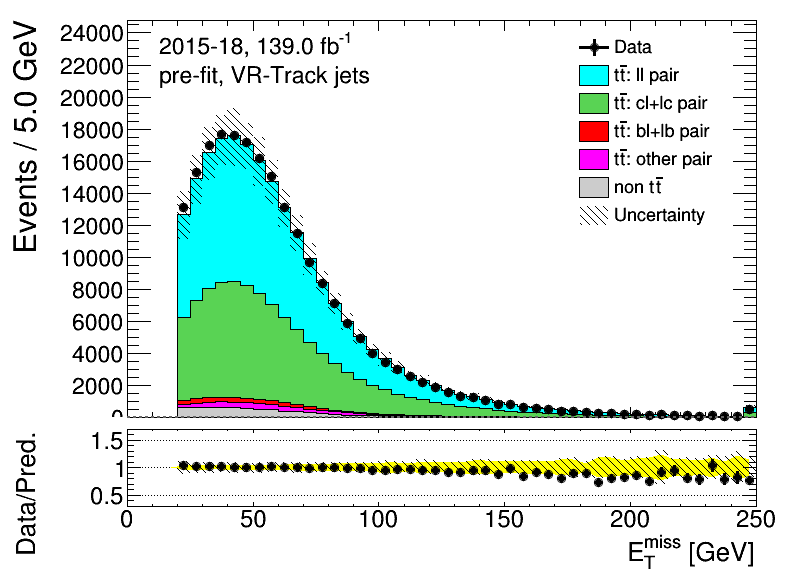 Events / 5.0 GeV
24000
22000
20000
18000
16000
14000
12000
10000
8000
6000
4000
2000
0
2015-18, 139.0 fb⁻¹
pre-fit, VR-Track jets
Data
tt̄: ll pair
tt̄: cl+lc pair
tt̄: bl+lb pair
tt̄: other pair
non tt̄
Uncertainty
Data/Pred.
1.5
1
0.5
0 50 100 150 200 250
E_T^miss [GeV]